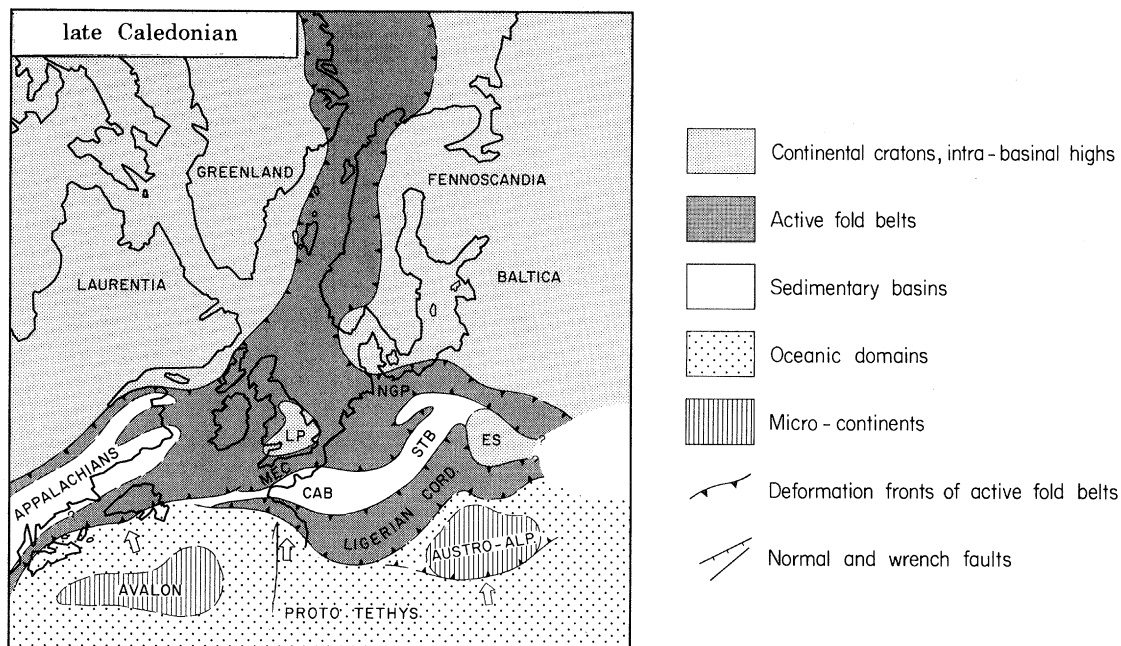 late Caledonian
GREENLAND
FENNOSCANDIA
LAURENTIA
BALTICA
NGP
LP
ES
STB
MEC
CAB
APPALACHIANS
LIGERIAN CORD
AUSTRO-ALP.
AVALON
PROTO TETHYS
?
?
?
Continental cratons, intra-basinal highs
Active fold belts
Sedimentary basins
Oceanic domains
Micro-continents
Deformation fronts of active fold belts
Normal and wrench faults